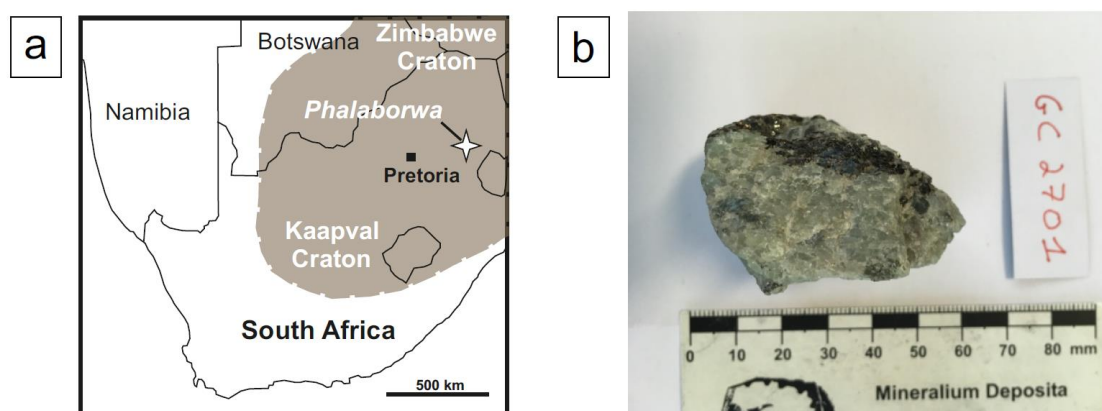 a
Botswana
Zimbabwe
Craton
Namibia
Phalaborwa
Pretoria
Kaapval
Craton
South Africa
500 km
b
GC 2701
0 10 20 30 40 50 60 70 80 mm
Mineralium Deposita